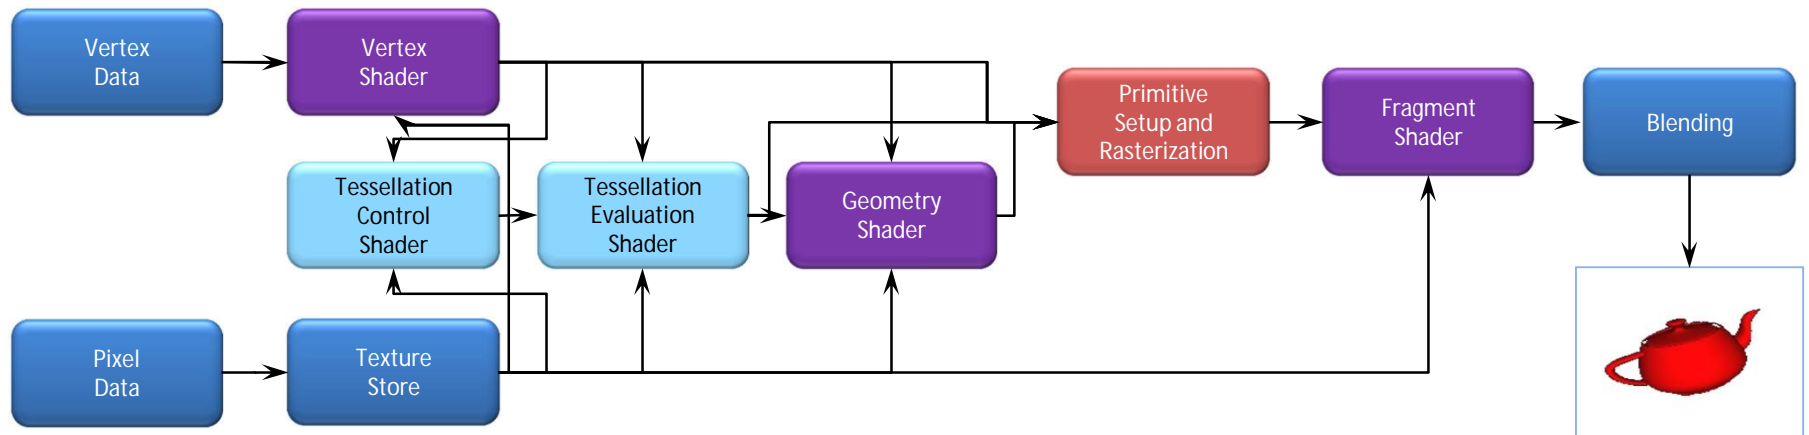 Vertex
Data
Vertex
Shader
Primitive
Setup and
Rasterization
Fragment
Shader
Blending
Tessellation
Control
Shader
Tessellation
Evaluation
Shader
Geometry
Shader
Pixel
Data
Texture
Store